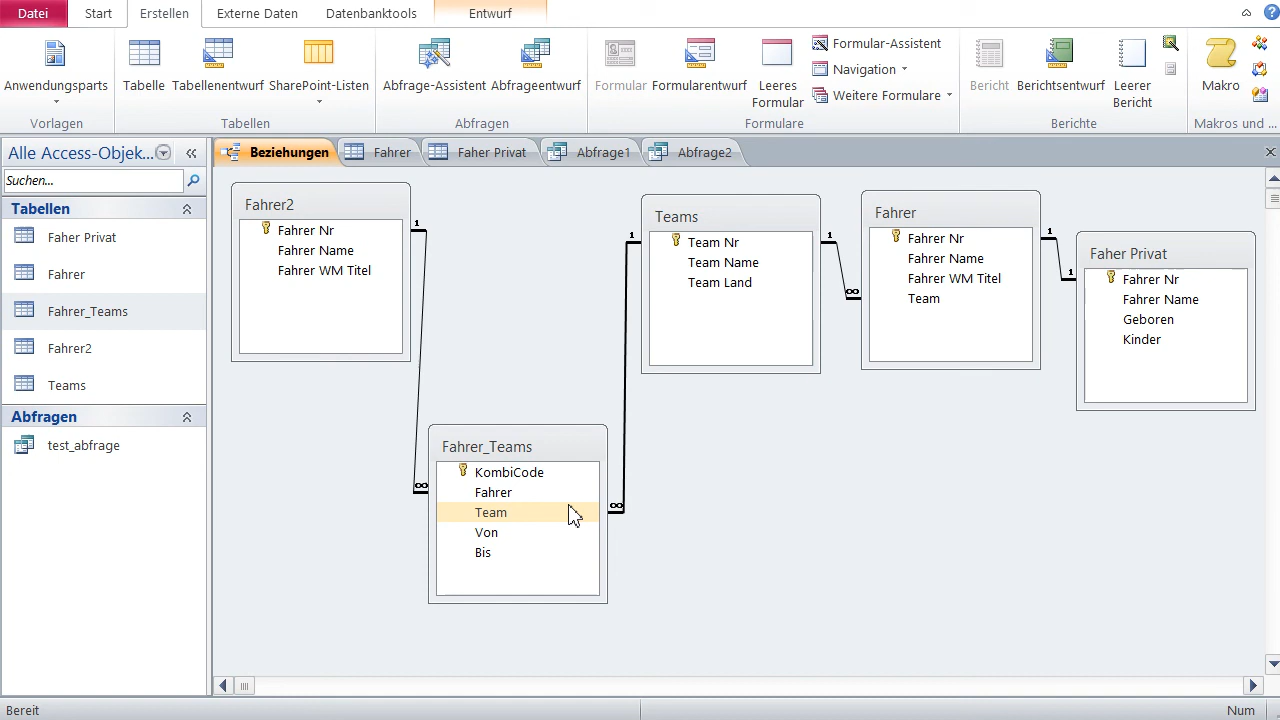 Datei Start Erstellen Externe Daten Datenbanktools Entwurf
Anwendungsparts
Vorlagen
Tabelle Tabellenentwurf SharePoint-Listen
Tabellen
Abfrage-Assistent Abfrageentwurf
Abfragen
Formular Formularentwurf Leeres Formular
Formular-Assistent
Navigation
Weitere Formulare
Formulare
Bericht Berichtsentwurf Leerer Bericht
Berichte
Makro
Makros und ...
Alle Access-Objek...
Suchen...
Tabellen
Faher Privat
Fahrer
Fahrer_Teams
Fahrer2
Teams
Abfragen
test_abfrage
Beziehungen Fahrer Faher Privat Abfrage1 Abfrage2
Fahrer2
Fahrer Nr
Fahrer Name
Fahrer WM Titel
1
∞
Fahrer_Teams
KombiCode
Fahrer
Team
Von
Bis
∞
1
Teams
Team Nr
Team Name
Team Land
1
∞
Fahrer
Fahrer Nr
Fahrer Name
Fahrer WM Titel
Team
1
1
Faher Privat
Fahrer Nr
Fahrer Name
Geboren
Kinder
Bereit
Num